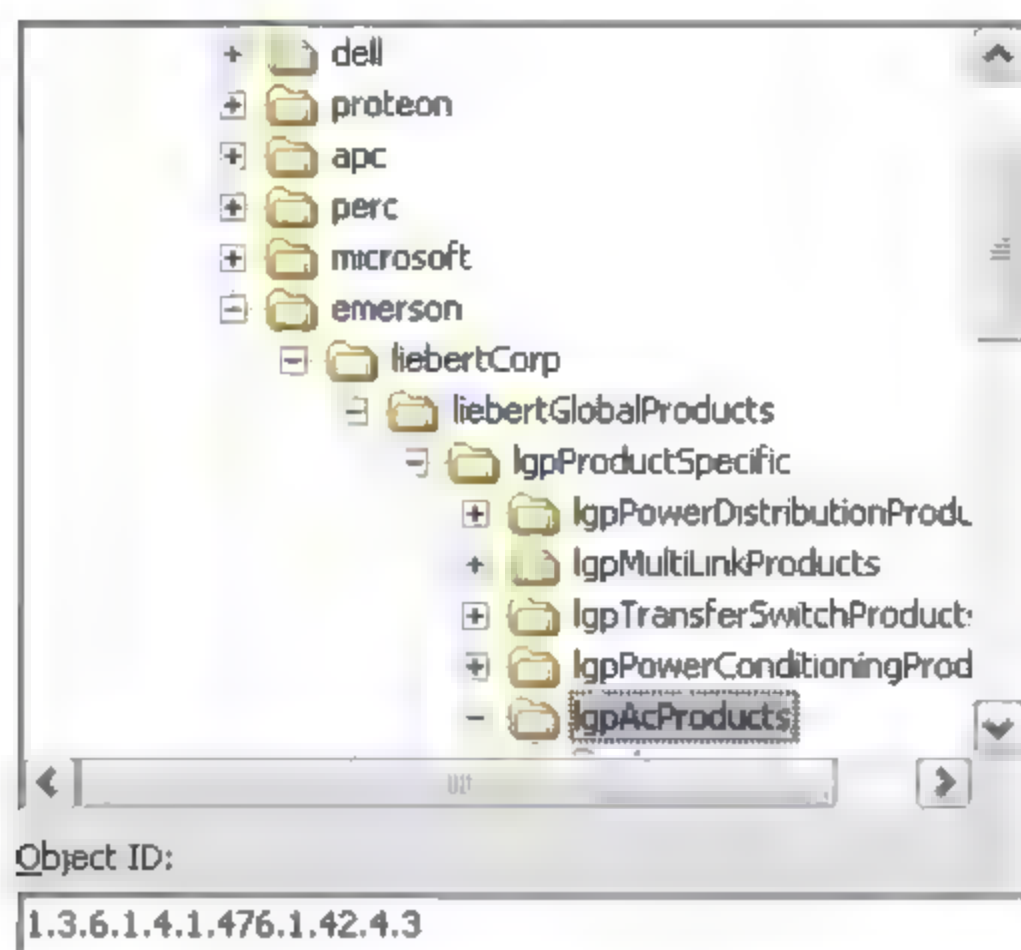 dell
proteon
apc
perc
microsoft
emerson
liebertCorp
liebertGlobalProducts
lgpProductSpecific
lgpPowerDistributionProdu
lgpMultiLinkProducts
lgpTransferSwitchProducts
lgpPowerConditioningProd
lgpAcProducts
Object ID:
1.3.6.1.4.1.476.1.42.4.3